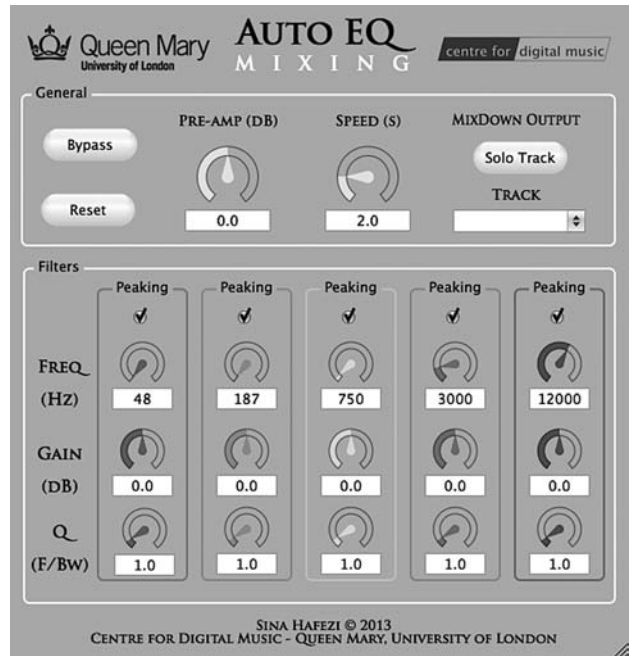 Queen Mary
University of London
AUTO EQ
MIXING
centre for digital music
General
Bypass
Reset
PRE-AMP (DB)
0.0
SPEED (S)
2.0
MIXDOWN OUTPUT
Solo Track
TRACK
Filters
Peaking Peaking Peaking Peaking Peaking
FREQ
(HZ) 48 187 750 3000 12000
GAIN
(DB) 0.0 0.0 0.0 0.0 0.0
Q
(F/BW) 1.0 1.0 1.0 1.0 1.0
SINA HAFEZI © 2013
CENTRE FOR DIGITAL MUSIC - QUEEN MARY, UNIVERSITY OF LONDON